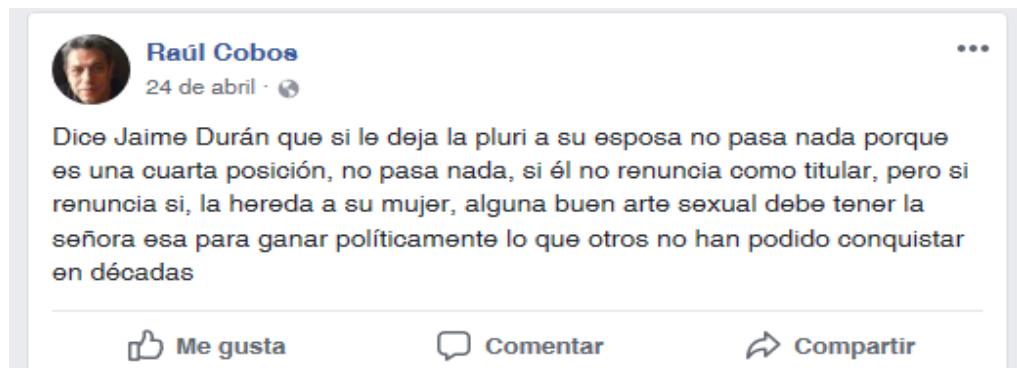 Raúl Cobos
24 de abril ·
Dice Jaime Durán que si le deja la pluri a su esposa no pasa nada porque
es una cuarta posición, no pasa nada, si él no renuncia como titular, pero si
renuncia si, la hereda a su mujer, alguna buen arte sexual debe tener la
señora esa para ganar políticamente lo que otros no han podido conquistar
en décadas
Me gusta
Comentar
Compartir